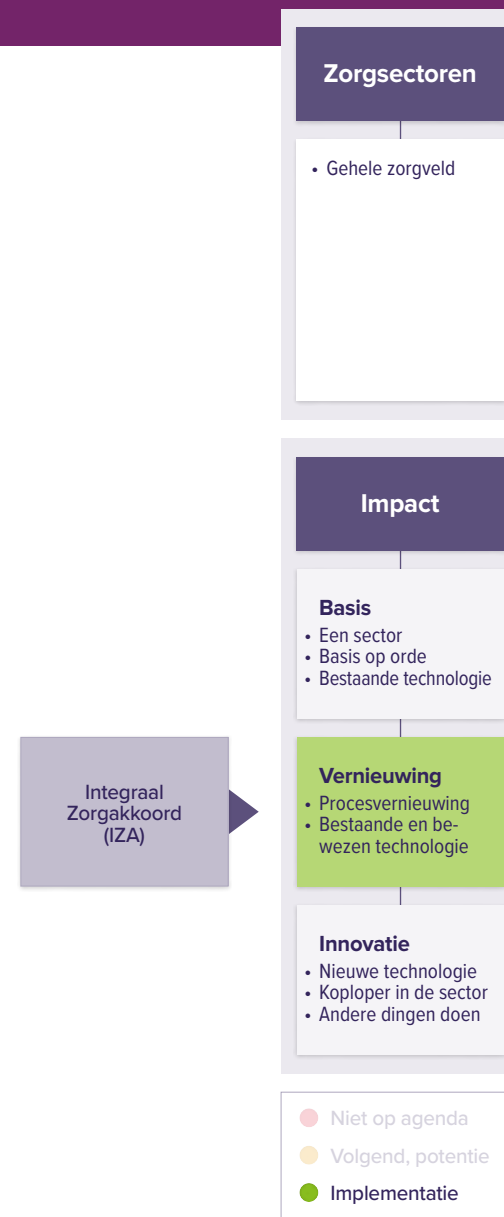 Zorgsectoren
• Gehele zorgveld
Impact
Basis
• Een sector
• Basis op orde
• Bestaande technologie
Integraal
Zorgakkoord
(IZA)
Vernieuwing
• Procesvernieuwing
• Bestaande en be-
wezen technologie
Innovatie
• Nieuwe technologie
• Koploper in de sector
• Andere dingen doen
Niet op agenda
Volgend, potentie
Implementatie